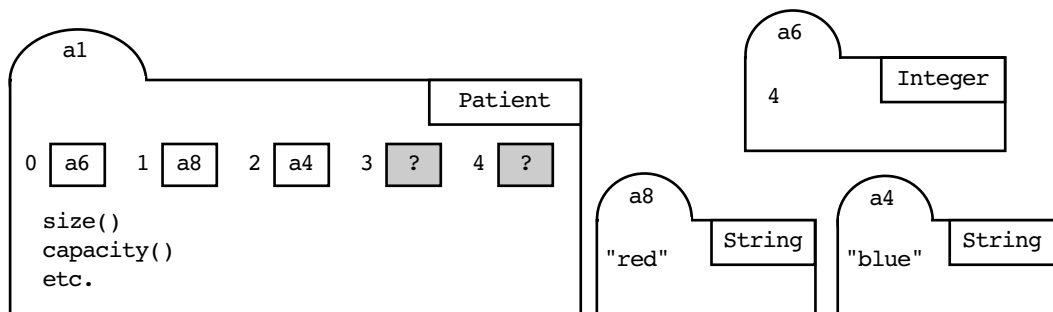 a1
Patient
0 a6 1 a8 2 a4 3 ? 4 ?
size()
capacity()
etc.
a6
Integer
4
a8
String
"red"
a4
String
"blue"